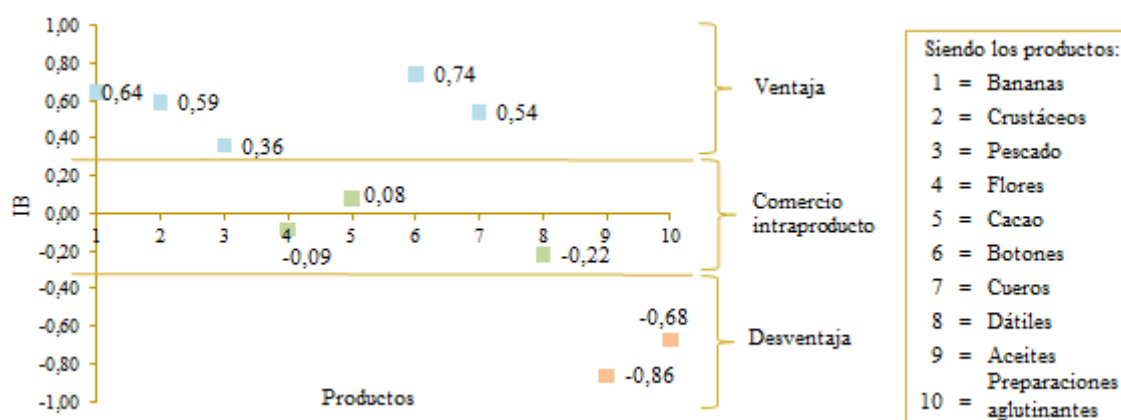 1,00
0,80
0,74
Ventaja
0,64
0,59
0,60
0,54
0,40
0,36
0,20
0,08
Comercio
intraproducto
IB
0,00
1 2 3 4 5 6 7 8 9 10
-0,20
-0,09
-0,22
-0,40
-0,60
-0,68
Desventaja
-0,80
-0,86
Productos
-1,00
Siendo los productos:
1 = Bananas
2 = Crustáceos
3 = Pescado
4 = Flores
5 = Cacao
6 = Botones
7 = Cueros
8 = Dátiles
9 = Aceites
10 = Preparaciones
aglutinantes